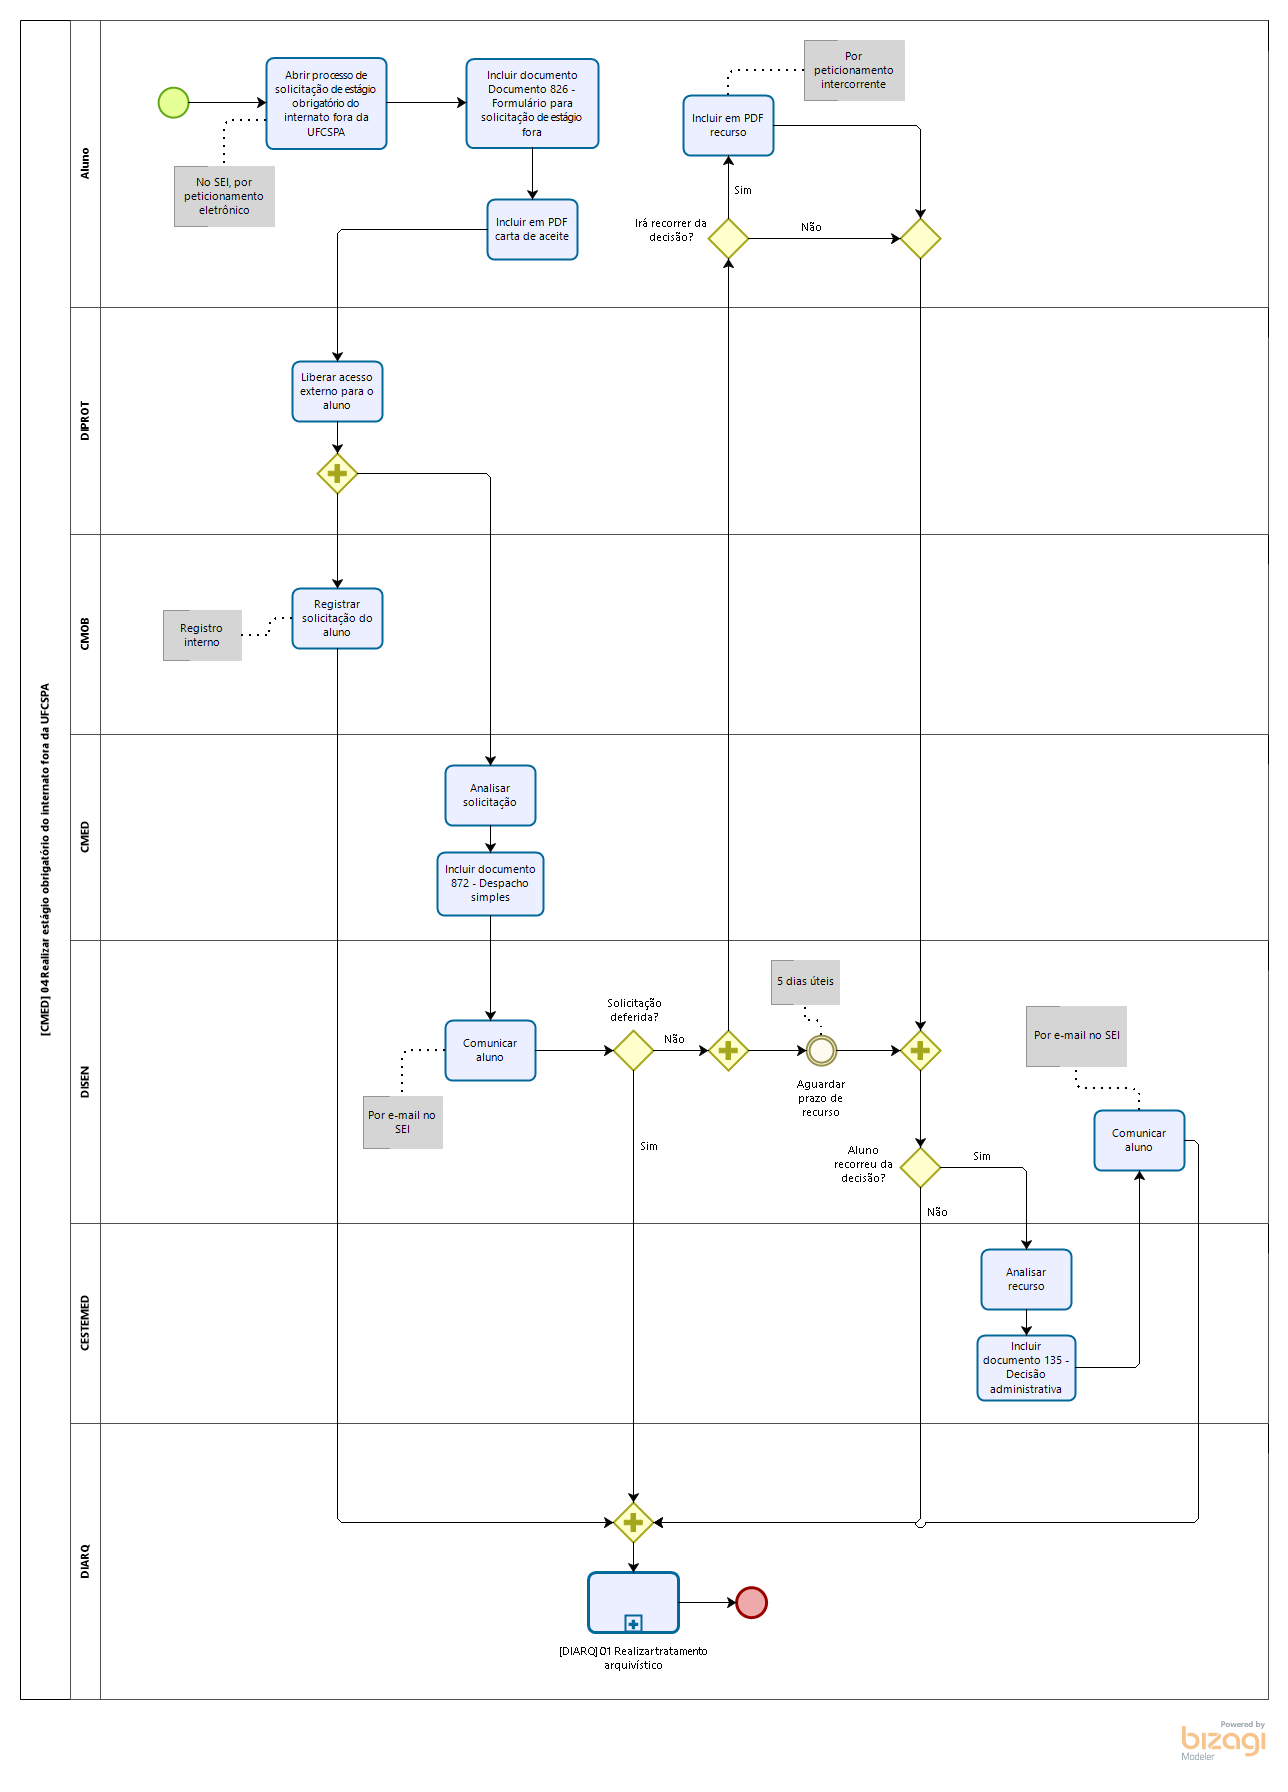 [CMED] 04 Realizar estágio obrigatório do internato fora da UFCSPA
Aluno
Abrir processo de
solicitação de estágio
obrigatório do
internato fora da
UFCSPA
No SEI, por
peticionamento
eletrônico
Incluir documento
Documento 826 -
Formulário para
solicitação de estágio
fora
Incluir em PDF
carta de aceite
Por
peticionamento
intercorrente
Incluir em PDF
recurso
Sim
Irá recorrer da
decisão?
Não
DIPROT
Liberar acesso
externo para o
aluno
CMOB
Registrar
solicitação do
aluno
Registro
interno
CMED
Analisar
solicitação
Incluir documento
872 - Despacho
simples
DISEN
Comunicar
aluno
Por e-mail no
SEI
Solicitação
deferida?
Não
Sim
5 dias úteis
Aguardar
prazo de
recurso
Aluno
recorreu da
decisão?
Sim
Não
Por e-mail no SEI
Comunicar
aluno
CESTEMED
Analisar
recurso
Incluir
documento 135 -
Decisão
administrativa
DIARQ
[DIARQ] 01 Realizar tratamento
arquivístico
Powered by
bizagi
Modeler